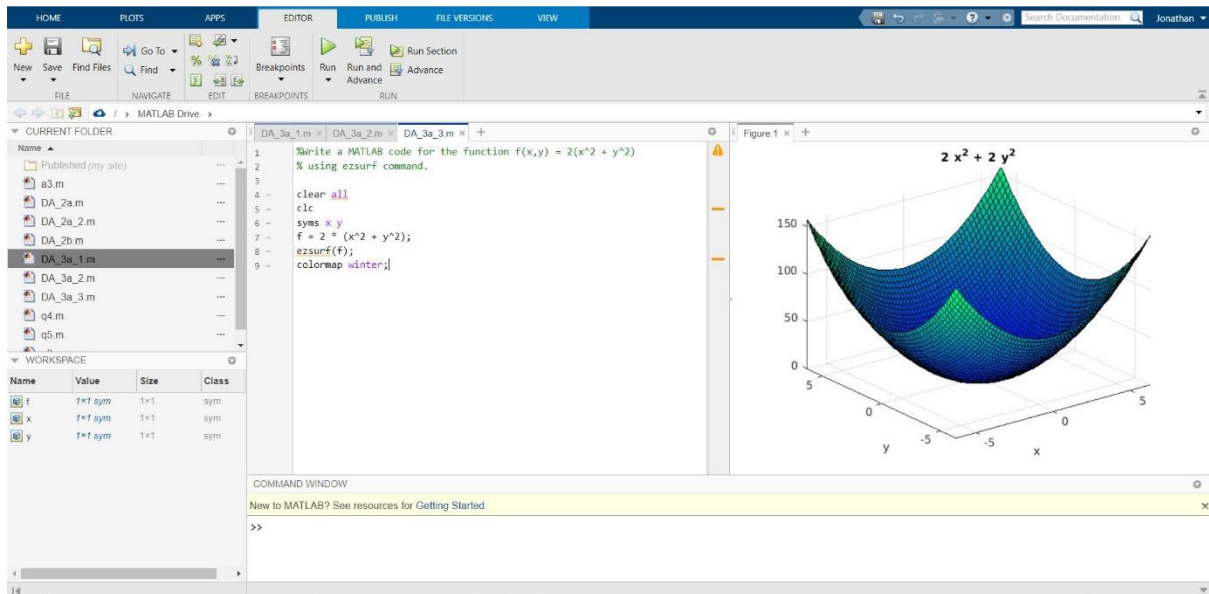 HOME PLOTS APPS EDITOR PUBLISH FILE VERSIONS VIEW Search Documentation Jonathan
New Save Find Files Go To Find Breakpoints Run Run and Advance Run Section Advance
FILE NAVIGATE EDIT BREAKPOINTS RUN
/ › MATLAB Drive ›
CURRENT FOLDER
Name
Published (my site)
a3.m
DA_2a.m
DA_2a_2.m
DA_2b.m
DA_3a_1.m
DA_3a_2.m
DA_3a_3.m
q4.m
q5.m
WORKSPACE
Name Value Size Class
f 1×1 sym 1×1 sym
x 1×1 sym 1×1 sym
y 1×1 sym 1×1 sym
DA_3a_1.m × DA_3a_2.m × DA_3a_3.m × +
1 %Write a MATLAB code for the function f(x,y) = 2(x^2 + y^2)
2 % using ezsurf command.
3
4 - clear all
5 - clc
6 - syms x y
7 - f = 2 * (x^2 + y^2);
8 - ezsurf(f);
9 - colormap winter;
Figure 1 × +
2 x² + 2 y²
150
100
50
0
5 0 -5
y
-5 0 5
x
COMMAND WINDOW
New to MATLAB? See resources for Getting Started.
>>